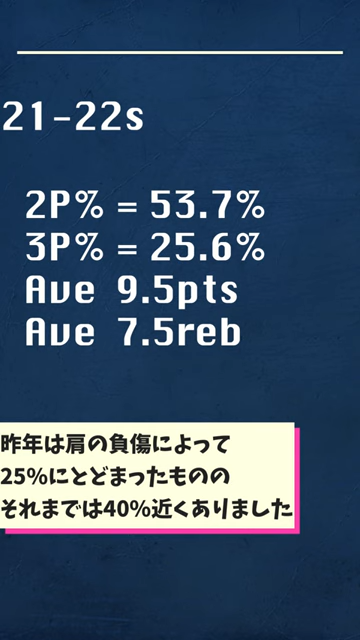 21-22s
2P% = 53.7%
3P% = 25.6%
Ave 9.5pts
Ave 7.5reb
昨年は肩の負傷によって
25%にとどまったものの
それまでは40%近くありました